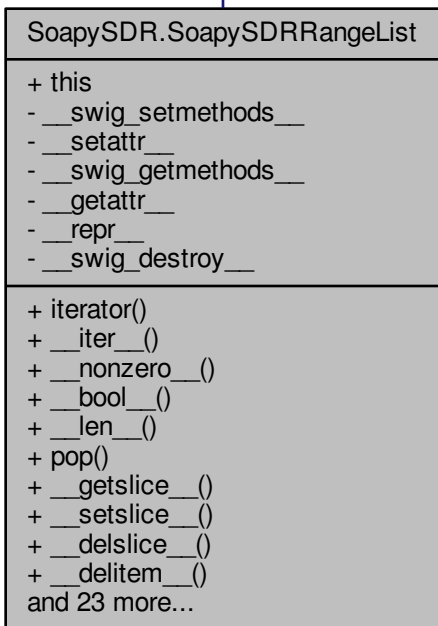 SoapySDR.SoapySDRRangeList
+ this
- __swig_setmethods__
- __setattr__
- __swig_getmethods__
- __getattr__
- __repr__
- __swig_destroy__
+ iterator()
+ __iter__()
+ __nonzero__()
+ __bool__()
+ __len__()
+ pop()
+ __getslice__()
+ __setslice__()
+ __delslice__()
+ __delitem__()
and 23 more...